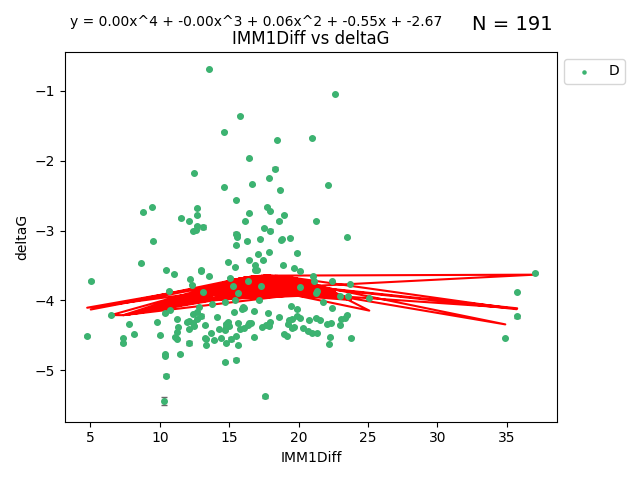 y = 0.00x^4 + -0.00x^3 + 0.06x^2 + -0.55x + -2.67
N = 191
IMM1Diff vs deltaG
D
−1
−2
−3
−4
−5
deltaG
5 10 15 20 25 30 35
IMM1Diff